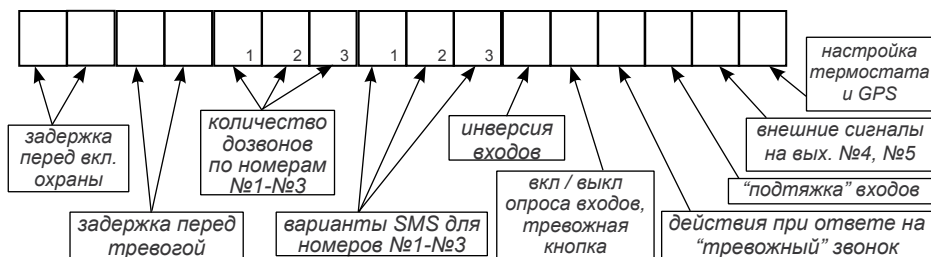 1 2 3 1 2 3
задержка
перед вкл.
охраны
задержка перед
тревогой
количество
дозвонов
по номерам
№1-№3
варианты SMS для
номеров №1-№3
инверсия
входов
вкл / выкл
опроса входов,
тревожная
кнопка
действия при ответе на
“тревожный” звонок
“подтяжка” входов
внешние сигналы
на вых. №4, №5
настройка
термостата
и GPS